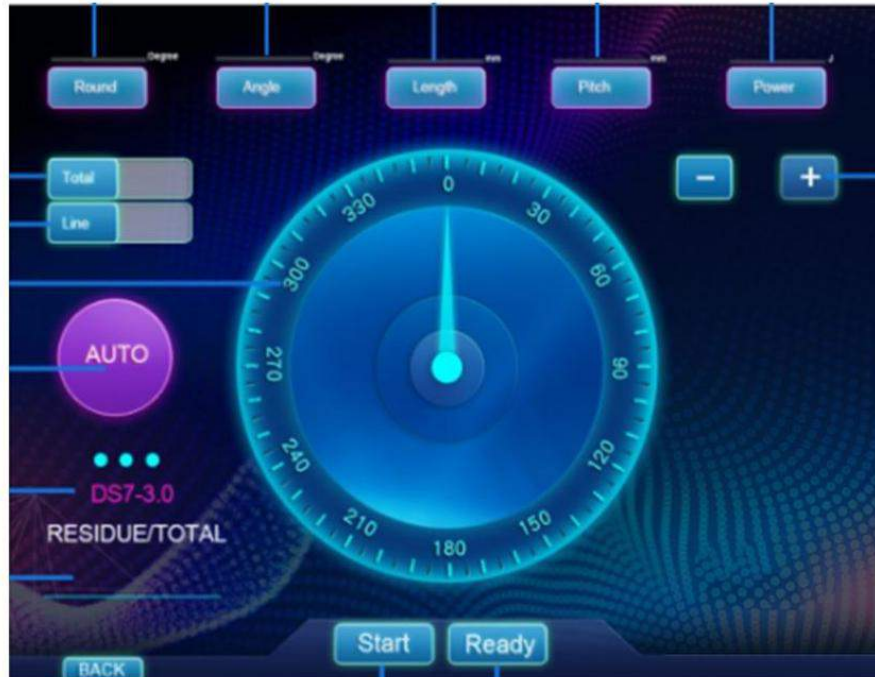 Degree Degree mm mm J
Round Angle Length Pitch Power
Total
Line
- +
0
30
60
90
120
150
180
210
240
270
300
330
AUTO
DS7-3.0
RESIDUE/TOTAL
Start Ready
BACK